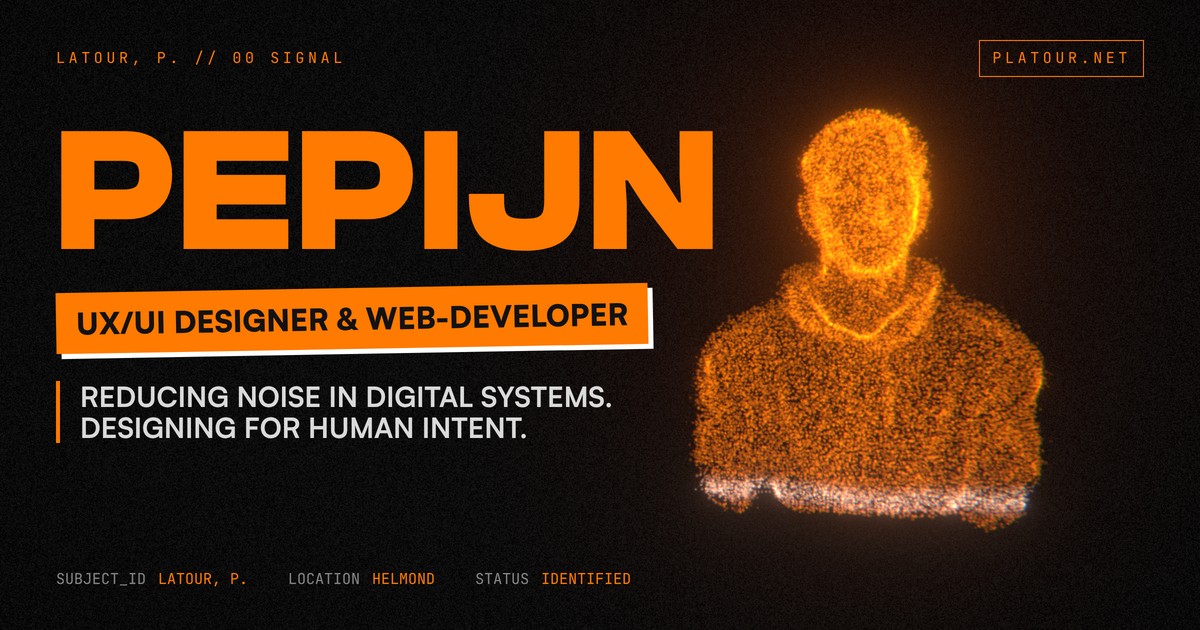 LATOUR, P. // 00 SIGNAL
PLATOUR.NET
PEPIJN
UX/UI DESIGNER & WEB-DEVELOPER
REDUCING NOISE IN DIGITAL SYSTEMS.
DESIGNING FOR HUMAN INTENT.
SUBJECT_ID LATOUR, P. LOCATION HELMOND STATUS IDENTIFIED